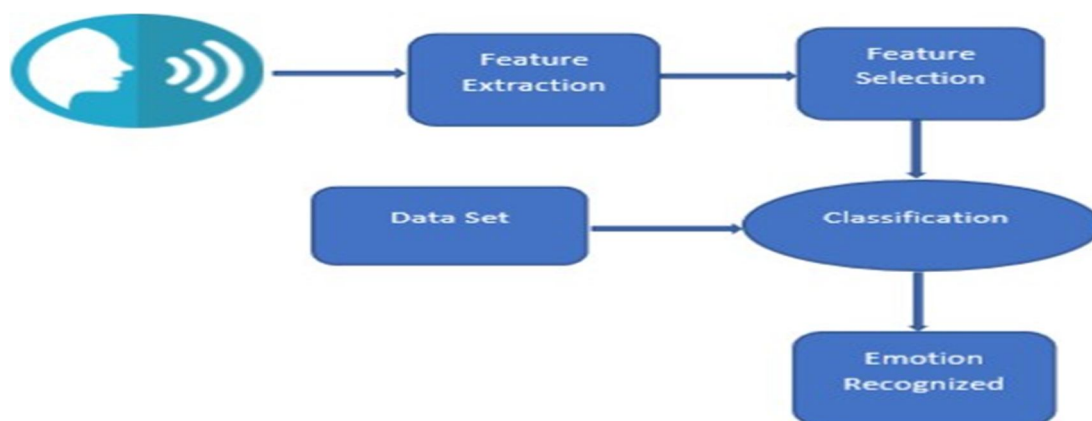 Feature
Extraction
Feature
Selection
Data Set
Classification
Emotion
Recognized